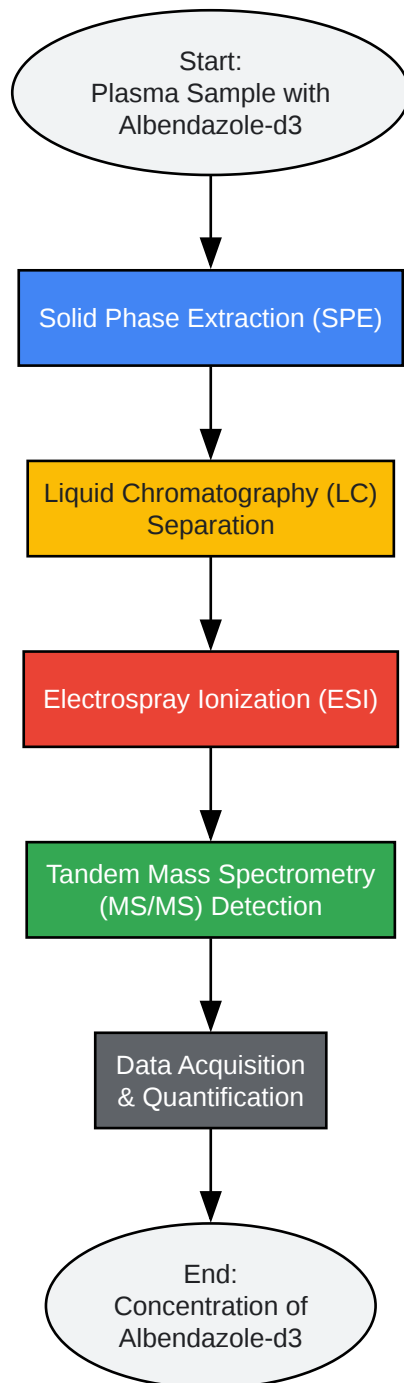 Start:
Plasma Sample with
Albendazole-d3
Solid Phase Extraction (SPE)
Liquid Chromatography (LC)
Separation
Electrospray Ionization (ESI)
Tandem Mass Spectrometry
(MS/MS) Detection
Data Acquisition
& Quantification
End:
Concentration of
Albendazole-d3